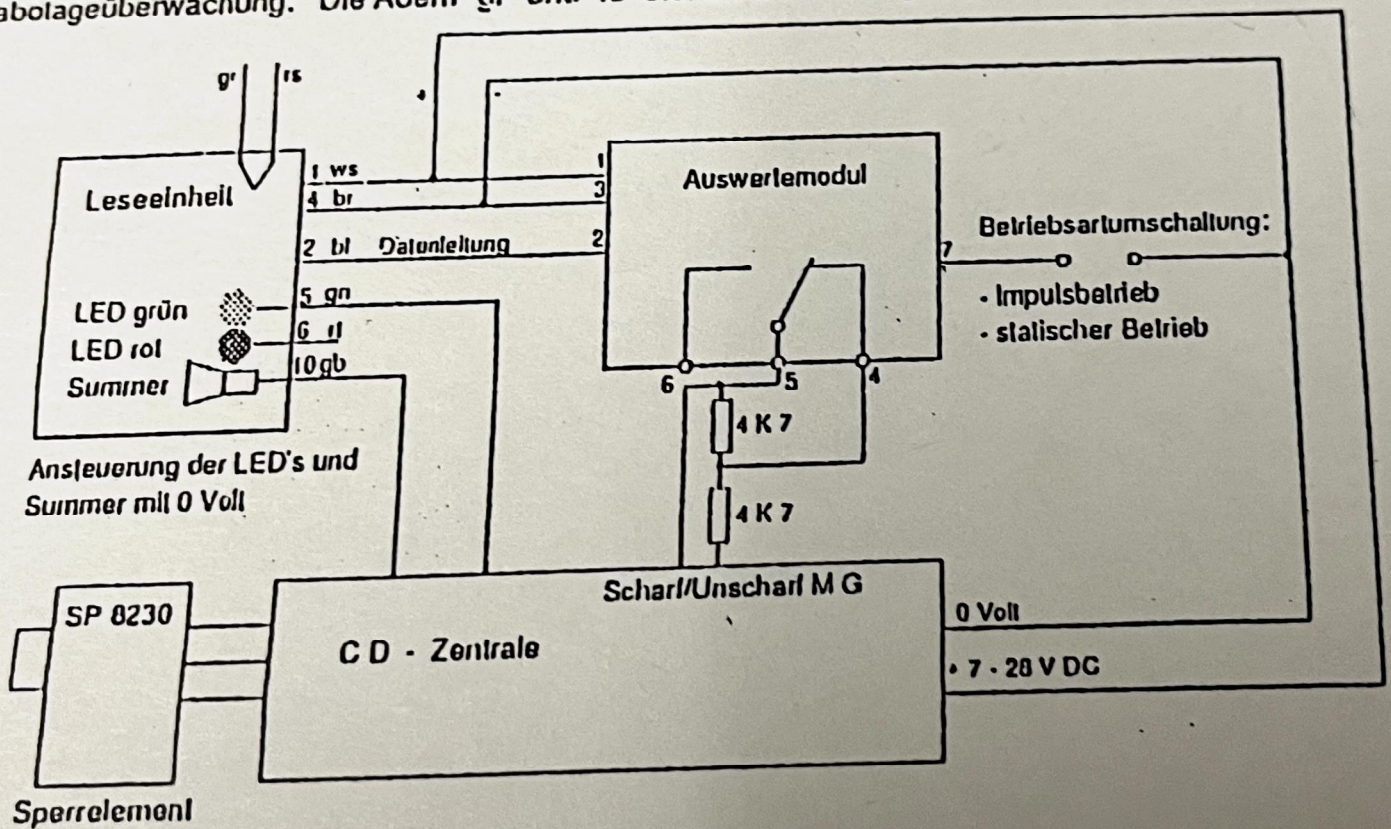 abotageüberwachung. Die Adern "gr" und "rs"
gr
rs
Leseeinheit
1 ws
4 br
2 bl Datenleitung
5 gn
6
10 gb
LED grün
LED rot
Summer
Ansteuerung der LED's und
Summer mit 0 Volt
1
3
2
Auswertemodul
7
6
5
4
Betriebsartumschaltung:
- Impulsbetrieb
- statischer Betrieb
4 K 7
4 K 7
Scharf/Unscharf M G
SP 8230
C D - Zentrale
0 Volt
+ 7 - 28 V DC
Sperrelement